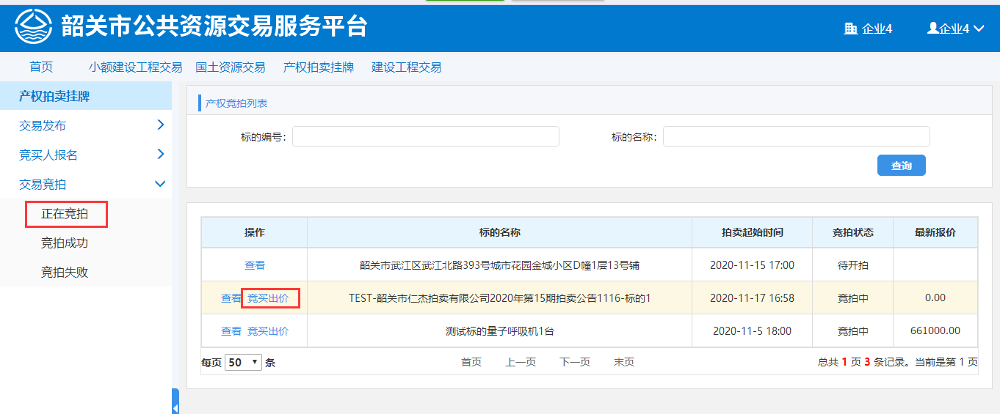 韶关市公共资源交易服务平台
企业4
企业4
首页 小额建设工程交易 国土资源交易 产权拍卖挂牌 建设工程交易
产权拍卖挂牌
交易发布
竞买人报名
交易竞拍
正在竞拍
竞拍成功
竞拍失败
产权竞拍列表
标的编号： 标的名称：
查询
操作 标的名称 拍卖起始时间 竞拍状态 最新报价
查看 韶关市武江区武江北路393号城市花园金城小区D幢1层13号铺 2020-11-15 17:00 待开拍
查看 竞买出价 TEST-韶关市仁杰拍卖有限公司2020年第15期拍卖公告1116-标的1 2020-11-17 16:58 竞拍中 0.00
查看 竞买出价 测试标的量子呼吸机1台 2020-11-5 18:00 竞拍中 661000.00
每页 50 条 首页 上一页 下一页 末页 总共 1 页 3 条记录。当前是第 1 页